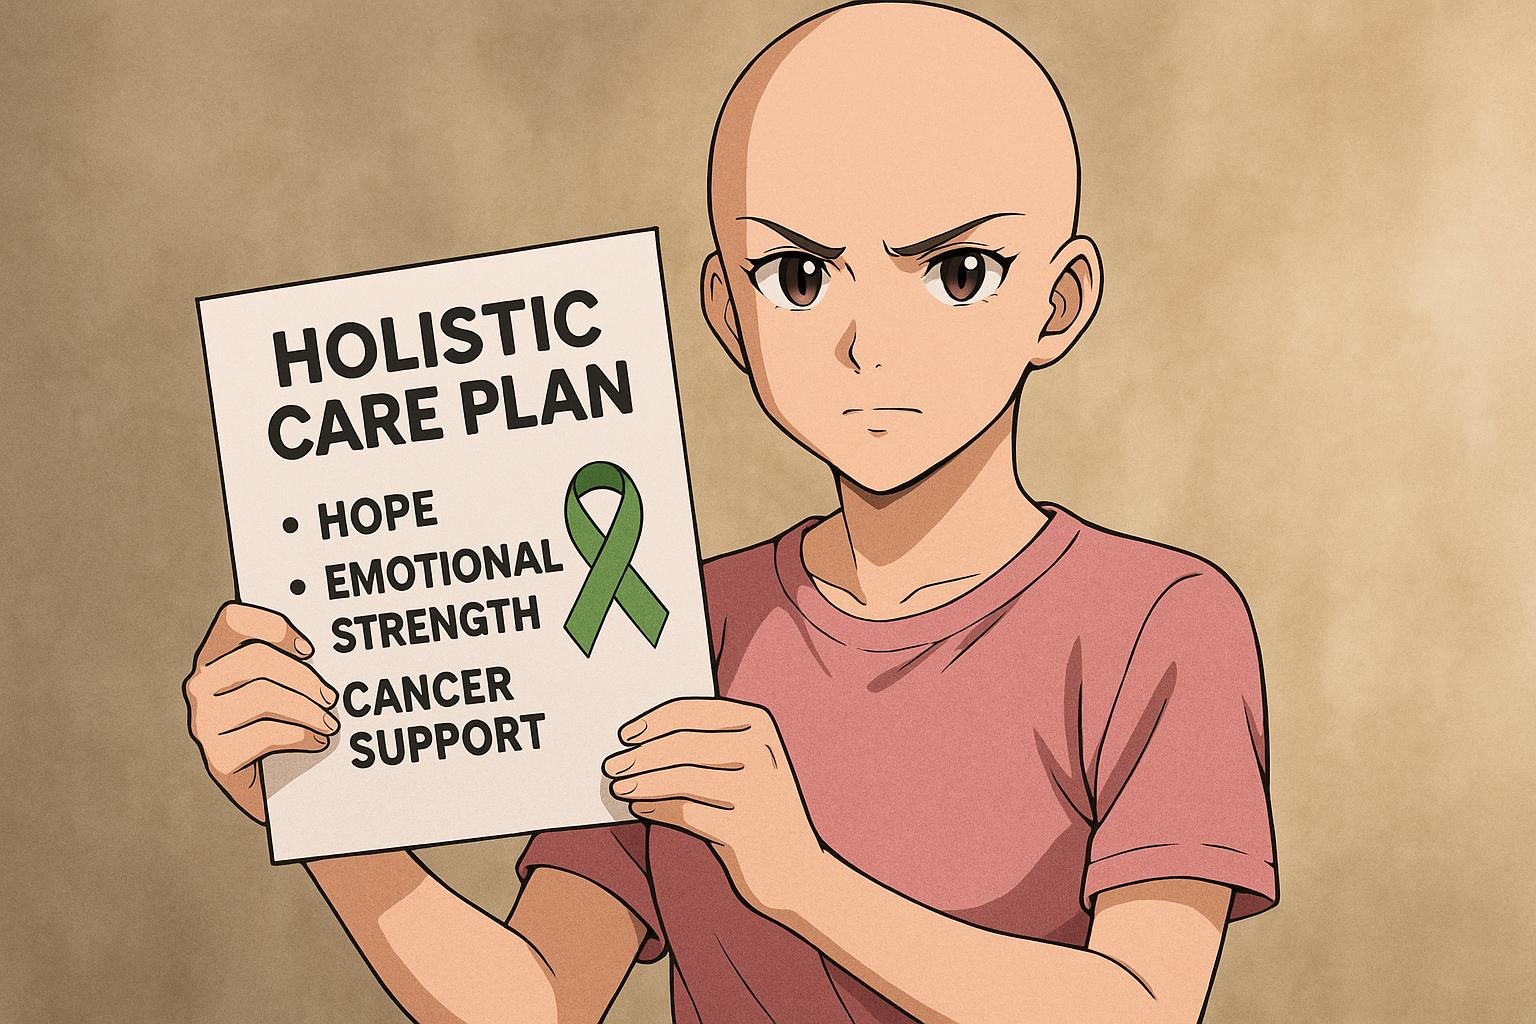 HOLISTIC
CARE PLAN
• HOPE
• EMOTIONAL
STRENGTH
CANCER
SUPPORT